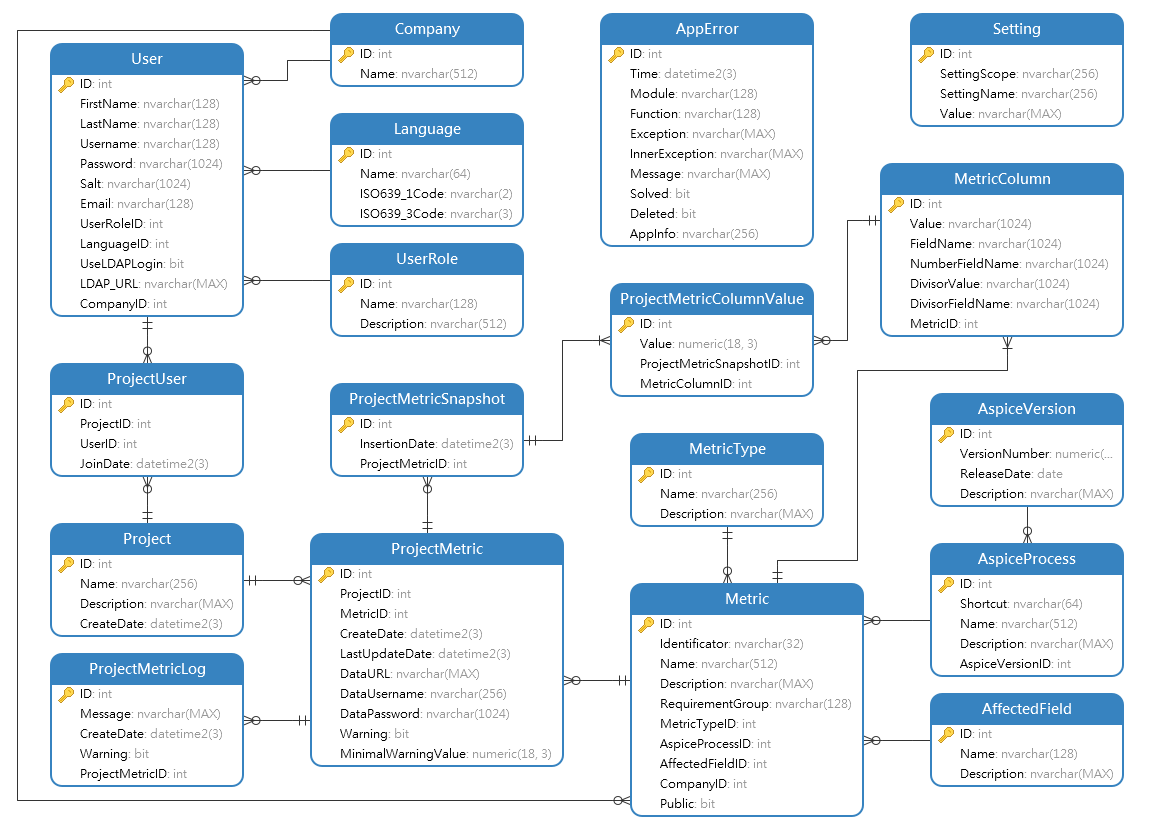 Company
ID: int
Name: nvarchar(512)
User
ID: int
FirstName: nvarchar(128)
LastName: nvarchar(128)
Username: nvarchar(128)
Password: nvarchar(1024)
Salt: nvarchar(1024)
Email: nvarchar(128)
UserRoleID: int
LanguageID: int
UseLDAPLogin: bit
LDAP_URL: nvarchar(MAX)
CompanyID: int
Language
ID: int
Name: nvarchar(64)
ISO639_1Code: nvarchar(2)
ISO639_3Code: nvarchar(3)
UserRole
ID: int
Name: nvarchar(128)
Description: nvarchar(512)
AppError
ID: int
Time: datetime2(3)
Module: nvarchar(128)
Function: nvarchar(128)
Exception: nvarchar(MAX)
InnerException: nvarchar(MAX)
Message: nvarchar(MAX)
Solved: bit
Deleted: bit
AppInfo: nvarchar(256)
Setting
ID: int
SettingScope: nvarchar(256)
SettingName: nvarchar(256)
Value: nvarchar(MAX)
MetricColumn
ID: int
Value: nvarchar(1024)
FieldName: nvarchar(1024)
NumberFieldName: nvarchar(1024)
DivisorValue: nvarchar(1024)
DivisorFieldName: nvarchar(1024)
MetricID: int
ProjectMetricColumnValue
ID: int
Value: numeric(18, 3)
ProjectMetricSnapshotID: int
MetricColumnID: int
ProjectUser
ID: int
ProjectID: int
UserID: int
JoinDate: datetime2(3)
ProjectMetricSnapshot
ID: int
InsertionDate: datetime2(3)
ProjectMetricID: int
MetricType
ID: int
Name: nvarchar(256)
Description: nvarchar(MAX)
AspiceVersion
ID: int
VersionNumber: numeric(...
ReleaseDate: date
Description: nvarchar(MAX)
Project
ID: int
Name: nvarchar(256)
Description: nvarchar(MAX)
CreateDate: datetime2(3)
ProjectMetric
ID: int
ProjectID: int
MetricID: int
CreateDate: datetime2(3)
LastUpdateDate: datetime2(3)
DataURL: nvarchar(MAX)
DataUsername: nvarchar(256)
DataPassword: nvarchar(1024)
Warning: bit
MinimalWarningValue: numeric(18, 3)
AspiceProcess
ID: int
Shortcut: nvarchar(64)
Name: nvarchar(512)
Description: nvarchar(MAX)
AspiceVersionID: int
Metric
ID: int
Identificator: nvarchar(32)
Name: nvarchar(512)
Description: nvarchar(MAX)
RequirementGroup: nvarchar(128)
MetricTypeID: int
AspiceProcessID: int
AffectedFieldID: int
CompanyID: int
Public: bit
ProjectMetricLog
ID: int
Message: nvarchar(MAX)
CreateDate: datetime2(3)
Warning: bit
ProjectMetricID: int
AffectedField
ID: int
Name: nvarchar(128)
Description: nvarchar(MAX)